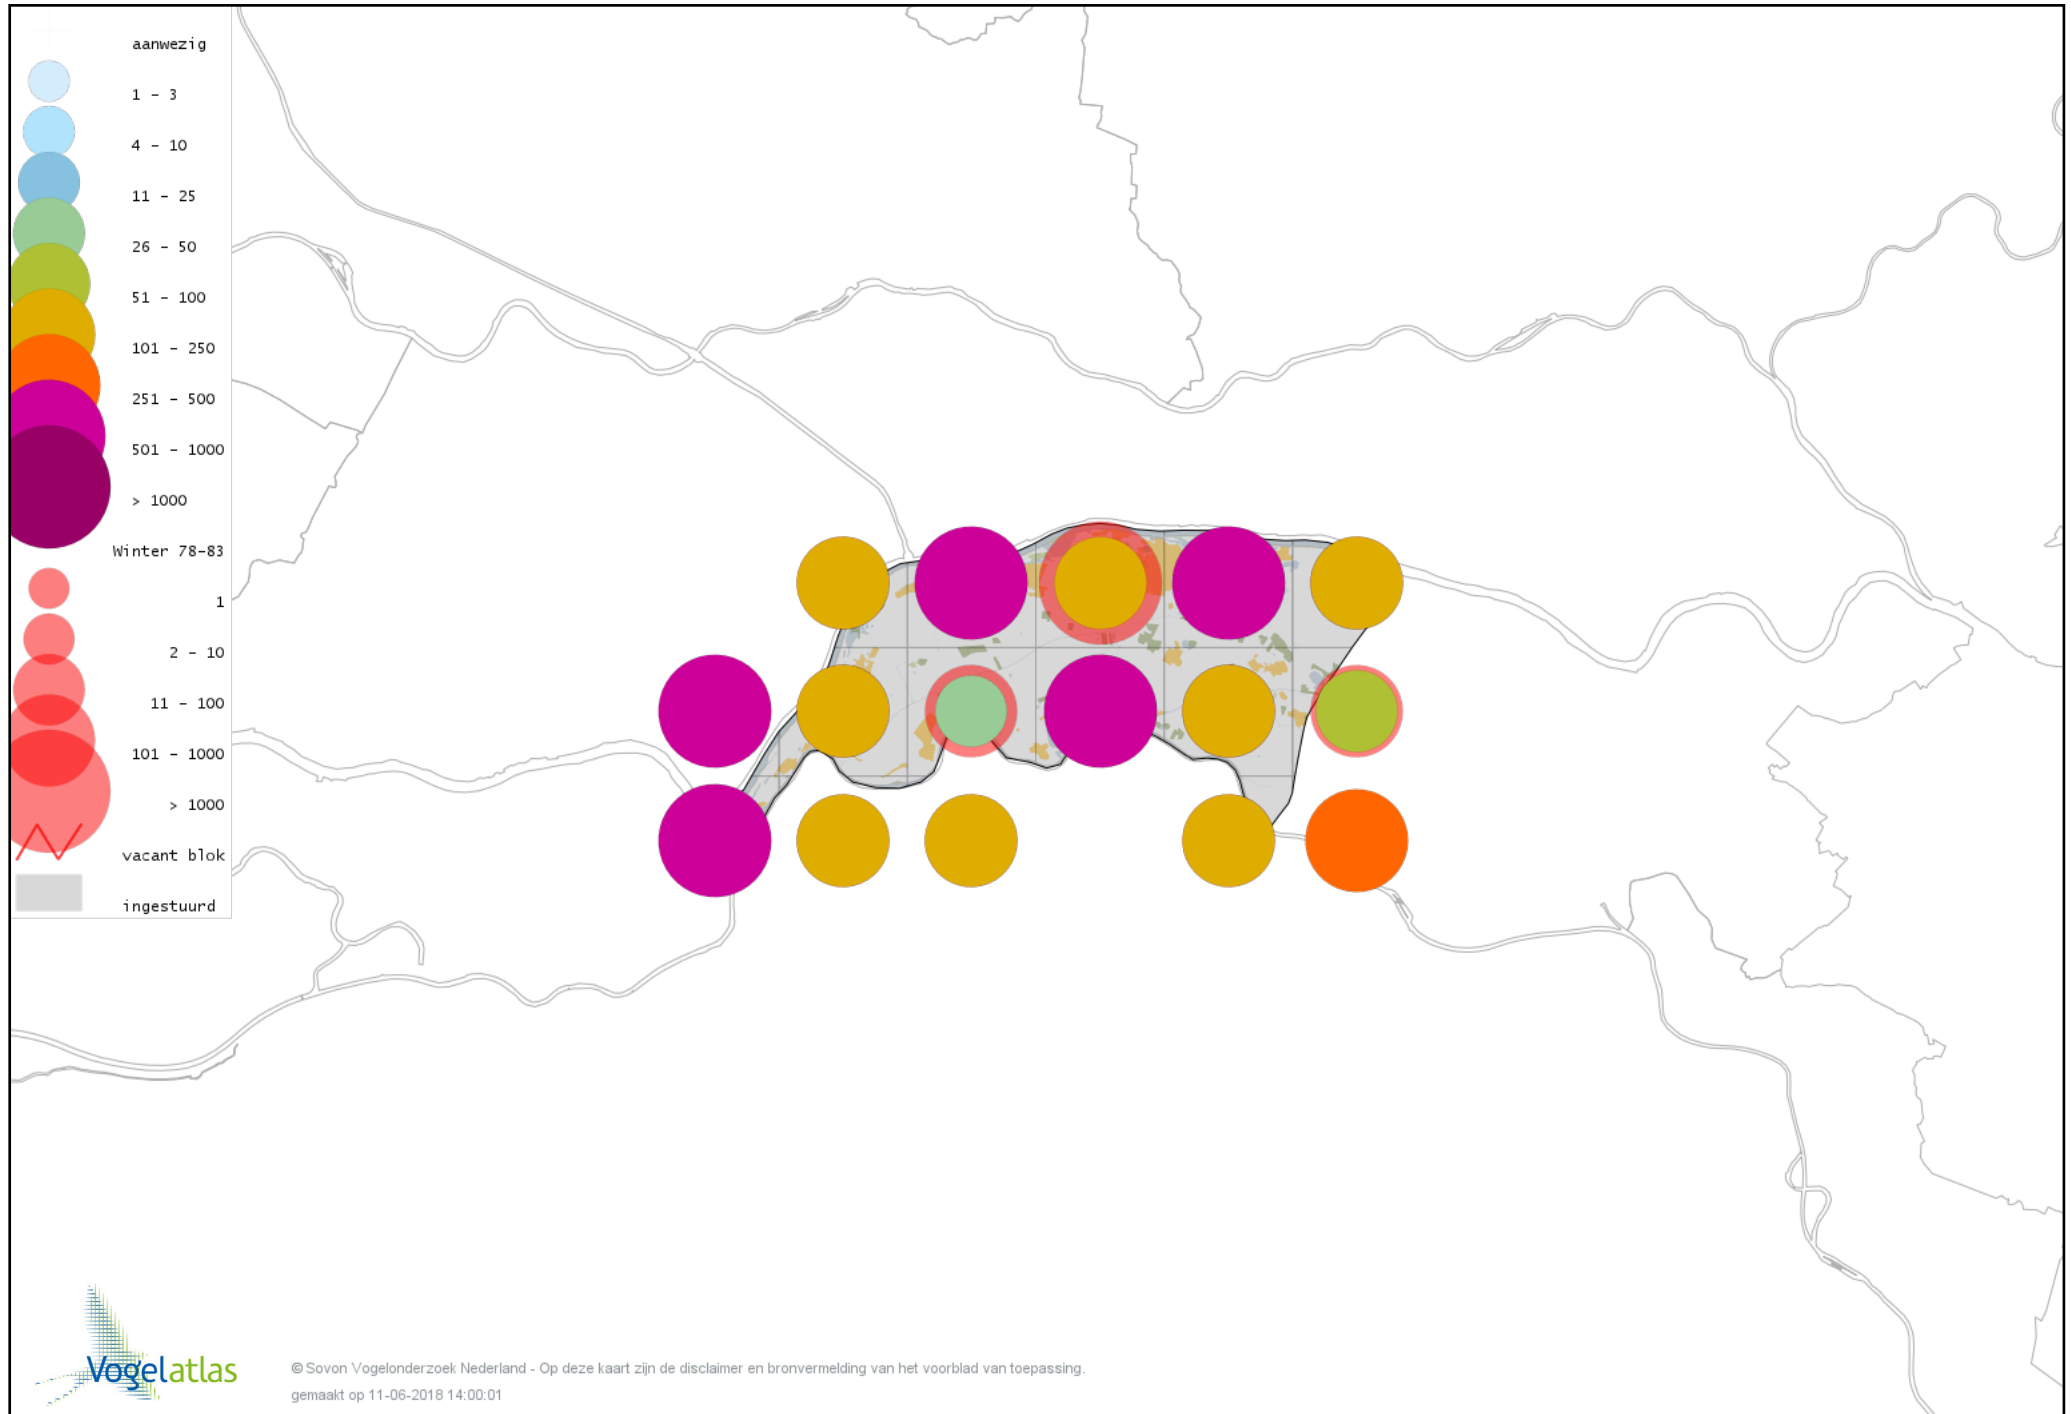 aanwezig
1 - 3
4 - 10
11 - 25
26 - 50
51 - 100
101 - 250
251 - 500
501 - 1000
> 1000
Winter 78-83
1
2 - 10
11 - 100
101 - 1000
> 1000
vacant blok
ingestuurd
Vogelatlas
© Sovon Vogelonderzoek Nederland - Op deze kaart zijn de disclaimer en bronvermelding van het voorblad van toepassing.
gemaakt op 11-06-2018 14:00:01